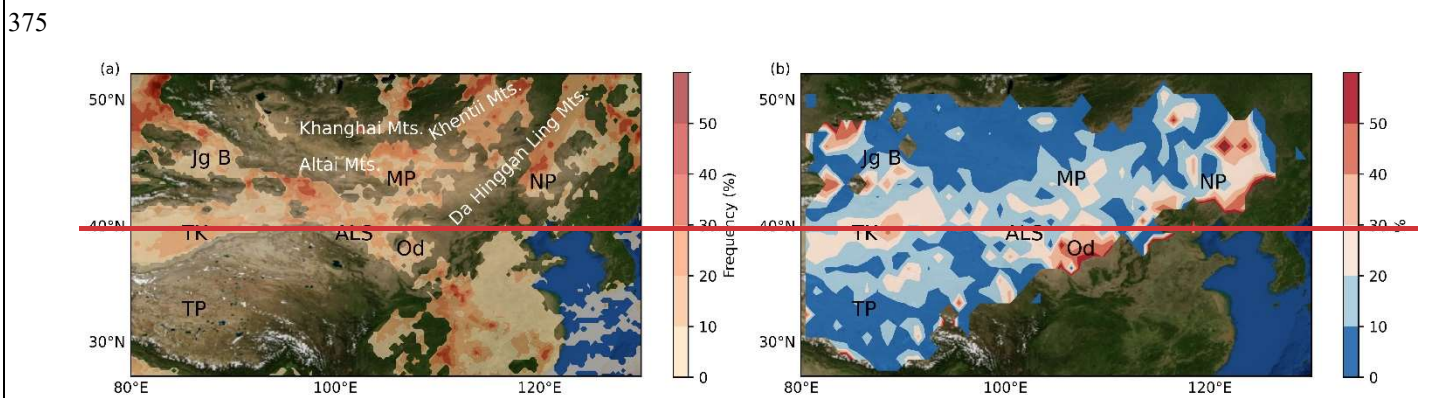 375
(a)
50°N
40°N
30°N
80°E
100°E
120°E
Khanghai Mts.
Khentii Mts.
Da Hinggan Ling Mts.
Altai Mts.
Jg B
MP
NP
TK
ALS
Od
TP
50
40
30
20
10
0
Frequency (%)
(b)
50°N
40°N
30°N
80°E
100°E
120°E
Jg B
MP
NP
TK
ALS
Od
TP
50
40
30
20
10
0
%